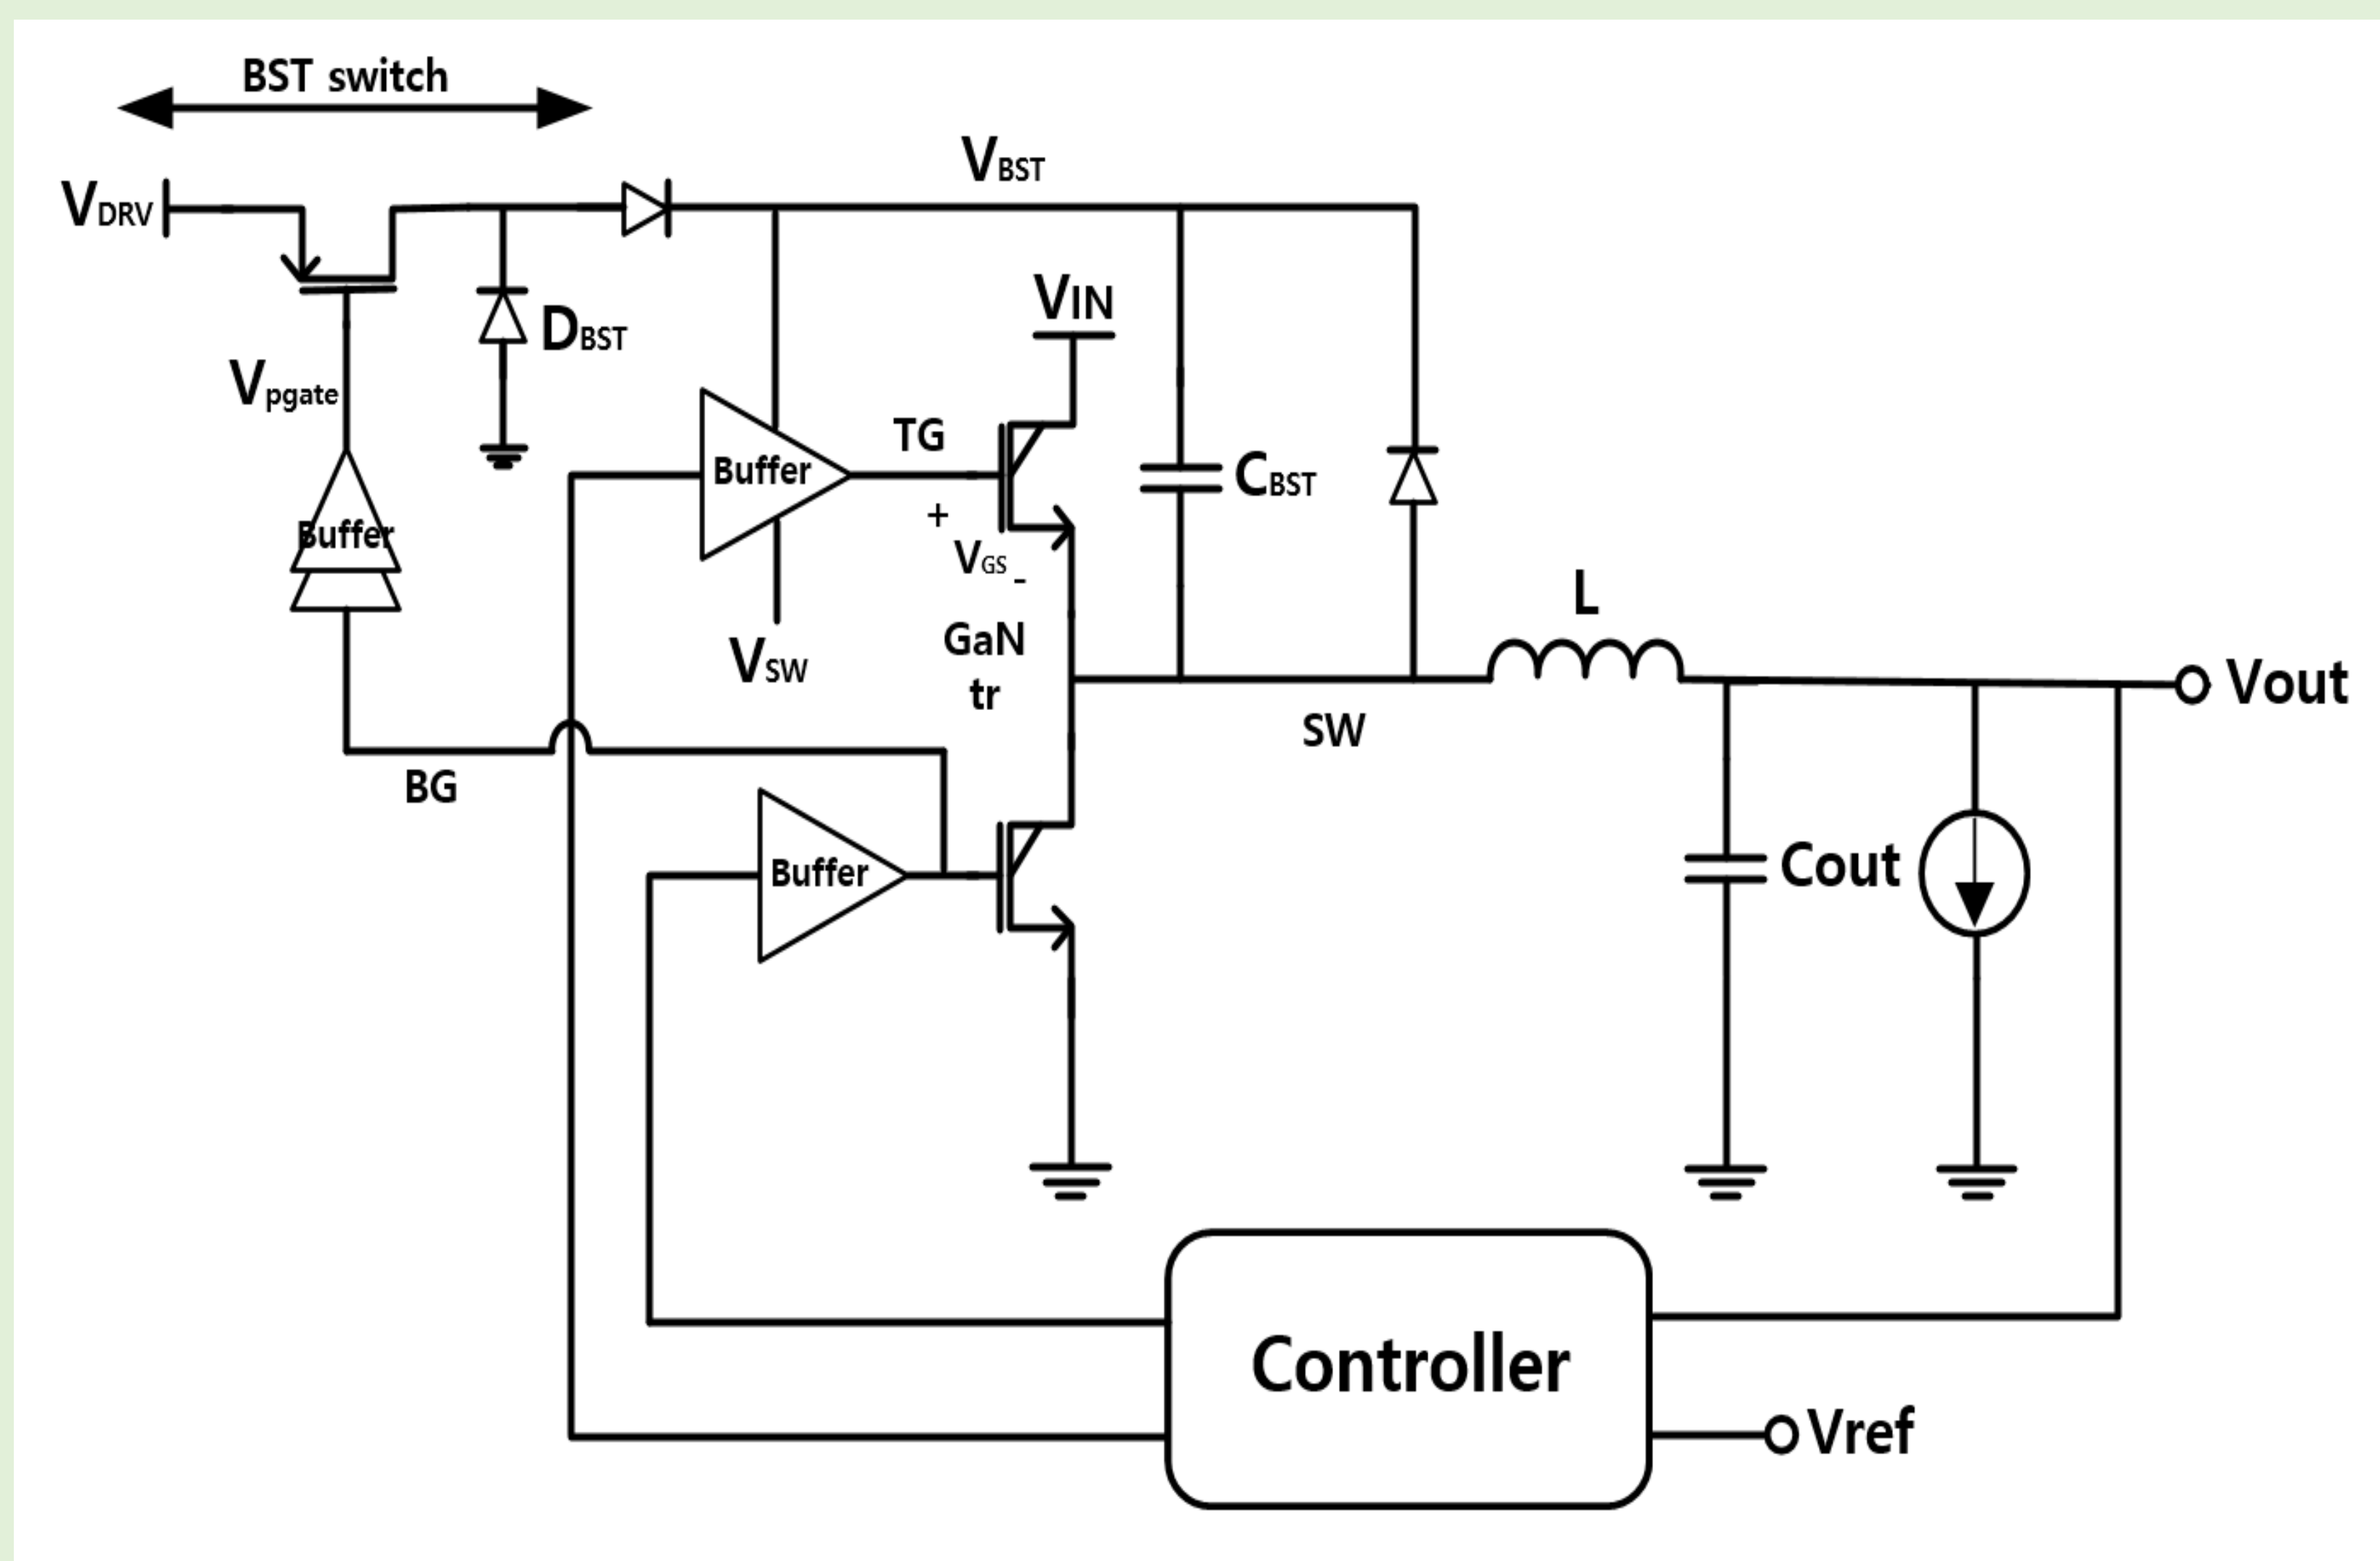 BST switch
VBST
VDRV
VIN
DBST
Vpgate
TG
Buffer
CBST
+
Buffer
VGS -
L
GaN
tr
VSW
Vout
SW
BG
Buffer
Cout
Controller
Vref